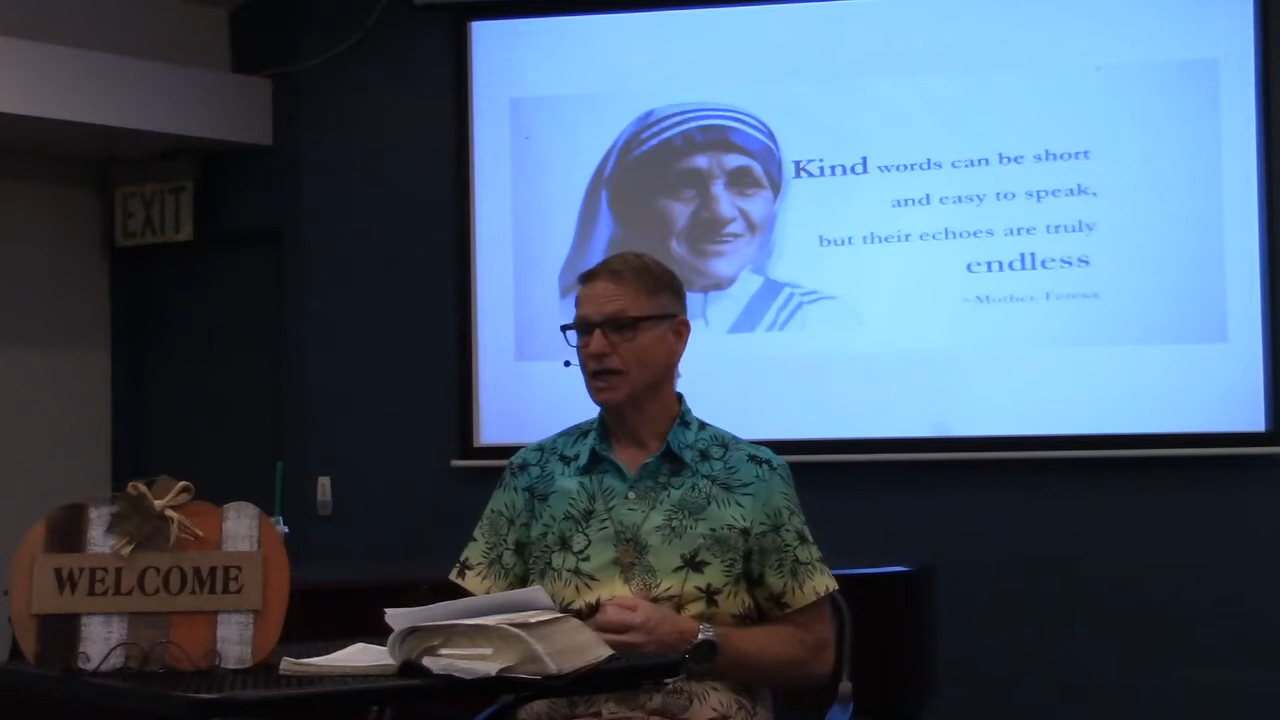 EXIT
Kind words can be short
and easy to speak,
but their echoes are truly
endless
~Mother Teresa
WELCOME